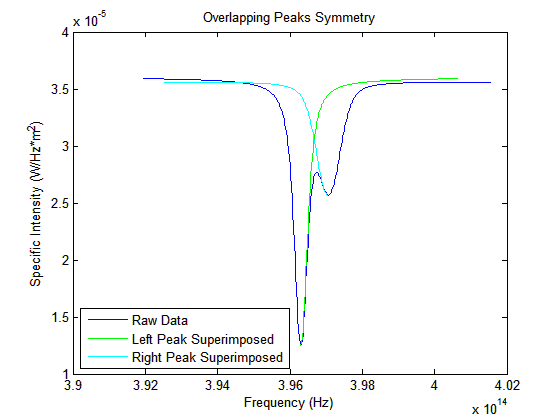 Overlapping Peaks Symmetry
x 10^-5
4
3.5
3
2.5
2
1.5
1
Specific Intensity (W/Hz*m^2)
Raw Data
Left Peak Superimposed
Right Peak Superimposed
3.9 3.92 3.94 3.96 3.98 4 4.02
Frequency (Hz)
x 10^14